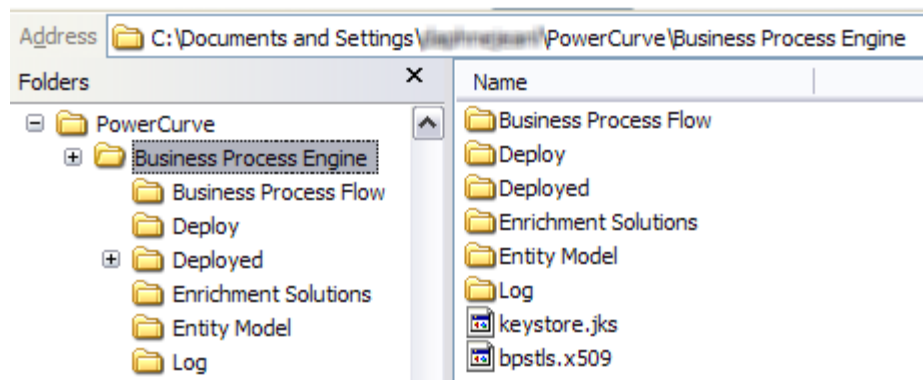 Address C:\Documents and Settings\ \PowerCurve\Business Process Engine
Folders
Name
PowerCurve
Business Process Engine
Business Process Flow
Deploy
Deployed
Enrichment Solutions
Entity Model
Log
Business Process Flow
Deploy
Deployed
Enrichment Solutions
Entity Model
Log
keystore.jks
bpstls.x509